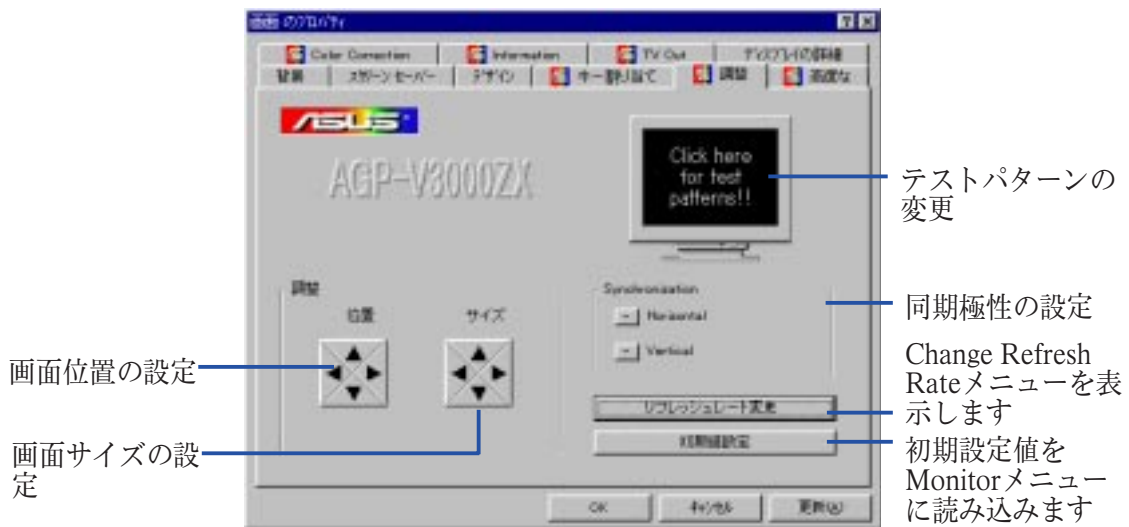 画面 のプロパティ
Color Correction
Information
TV Out
ディスプレイの詳細
背景
スクリーン セーバー
デザイン
キー割り当て
調整
高度な
ASUS
AGP-V3000ZX
Click here
for test
patterns!!
テストパターンの
変更
調整
位置
サイズ
Synchronization
- Horizontal
- Vertical
同期極性の設定
画面位置の設定
Change Refresh
Rateメニューを表
示します
リフレッシュレート変更
初期値設定
画面サイズの設
定
初期設定値を
Monitorメニュー
に読み込みます
OK
キャンセル
更新(A)